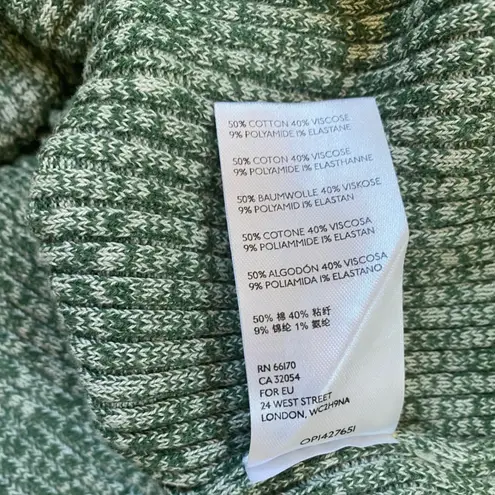 50% COTTON 40% VISCOSE
9% POLYAMIDE 1% ELASTANE
50% COTON 40% VISCOSE
9% POLYAMIDE 1% ELASTHANNE
50% BAUMWOLLE 40% VISKOSE
9% POLYAMID 1% ELASTAN
50% COTONE 40% VISCOSA
9% POLIAMMIDE 1% ELASTAN
50% ALGODÓN 40% VISCOSA
9% POLIAMIDA 1% ELASTANO
50% 棉 40% 粘纤
9% 锦纶 1% 氨纶
RN 66170
CA 32054
FOR EU
24 WEST STREET
LONDON, WC2H9NA
OP1427651